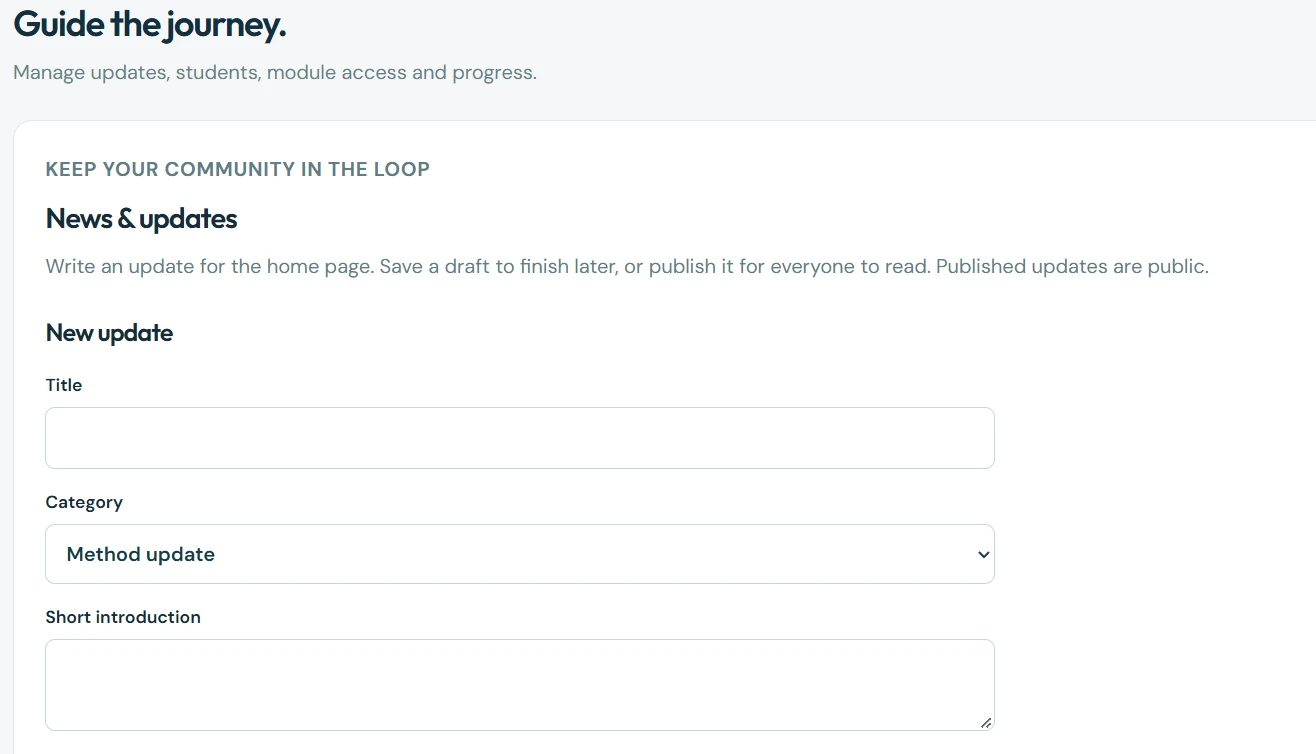 Guide the journey.
Manage updates, students, module access and progress.
KEEP YOUR COMMUNITY IN THE LOOP
News & updates
Write an update for the home page. Save a draft to finish later, or publish it for everyone to read. Published updates are public.
New update
Title
Category
Method update
Short introduction